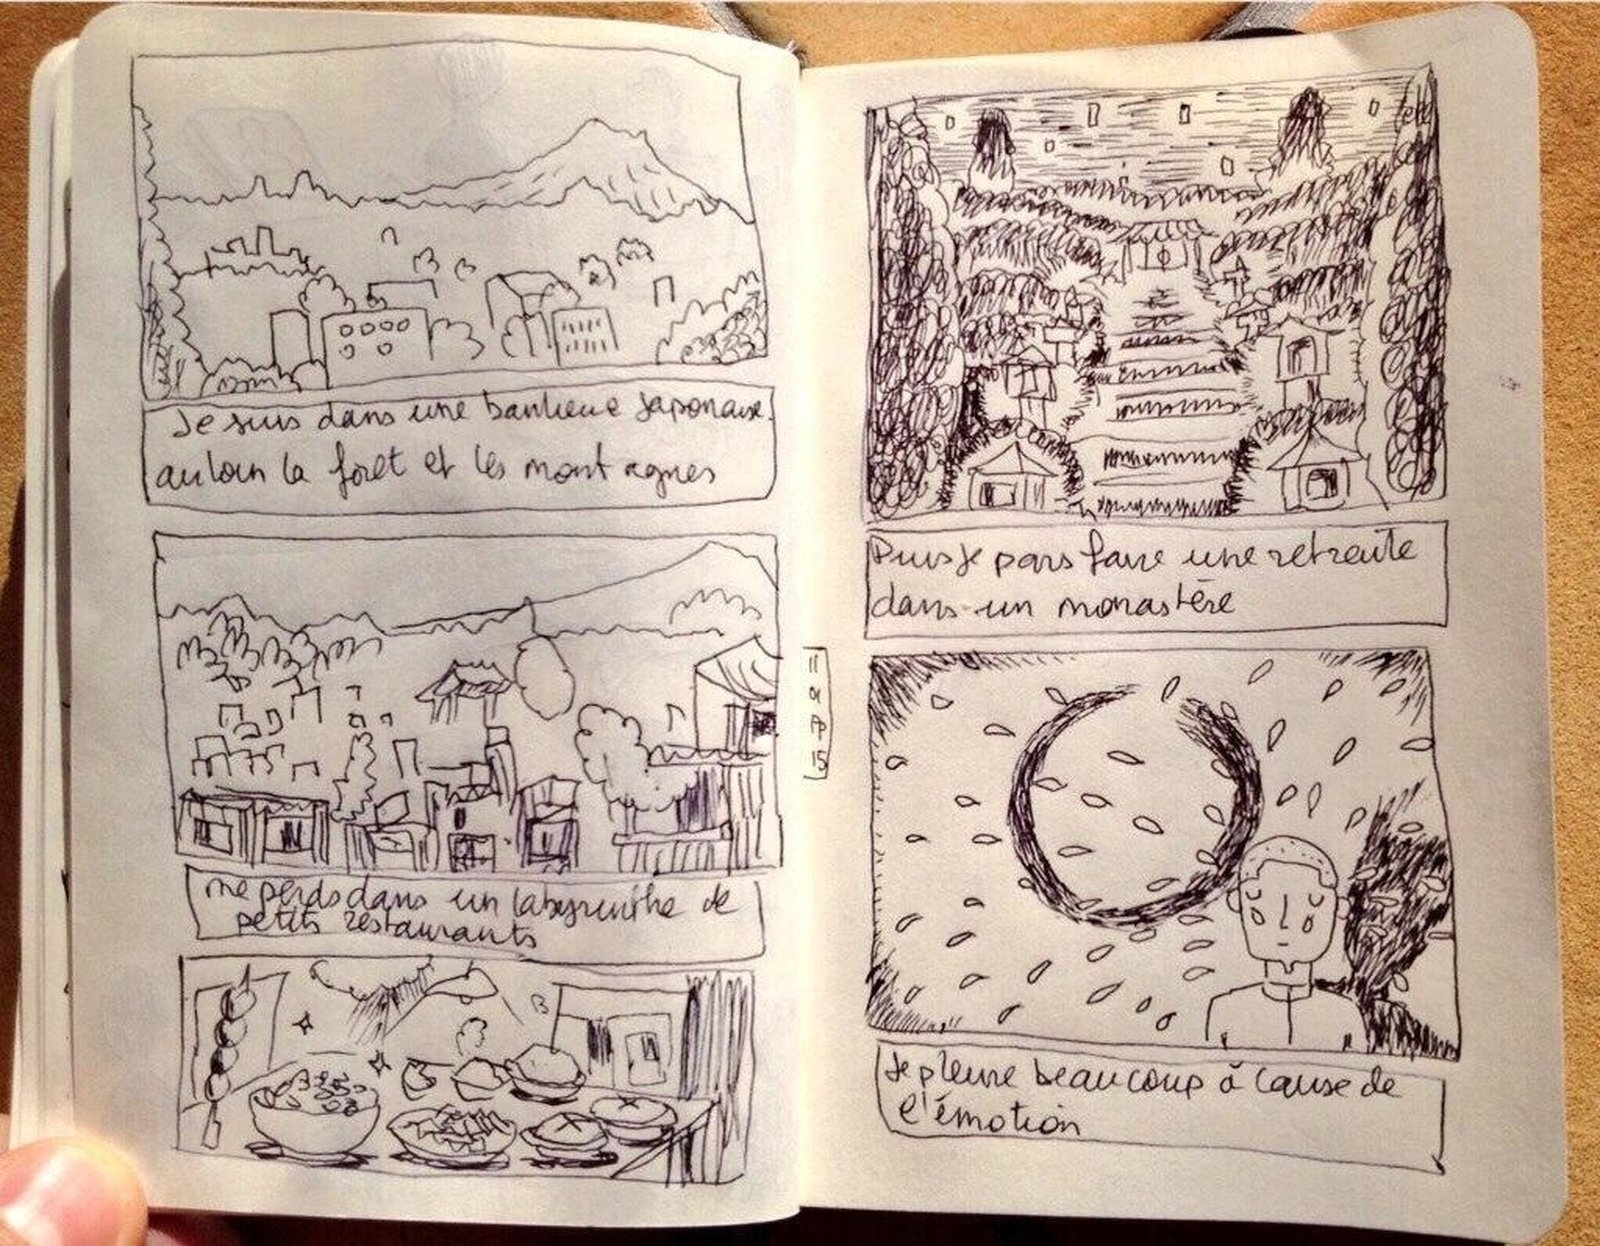 Je suis dans une banlieue Japonaise.
au loin la forêt et les montagnes
me perds dans un labyrinthe de
petits restaurants
11
01
AP
15
Puis Je pars faire une retraite
dans un monastère
Je pleure beaucoup à cause de
l'émotion